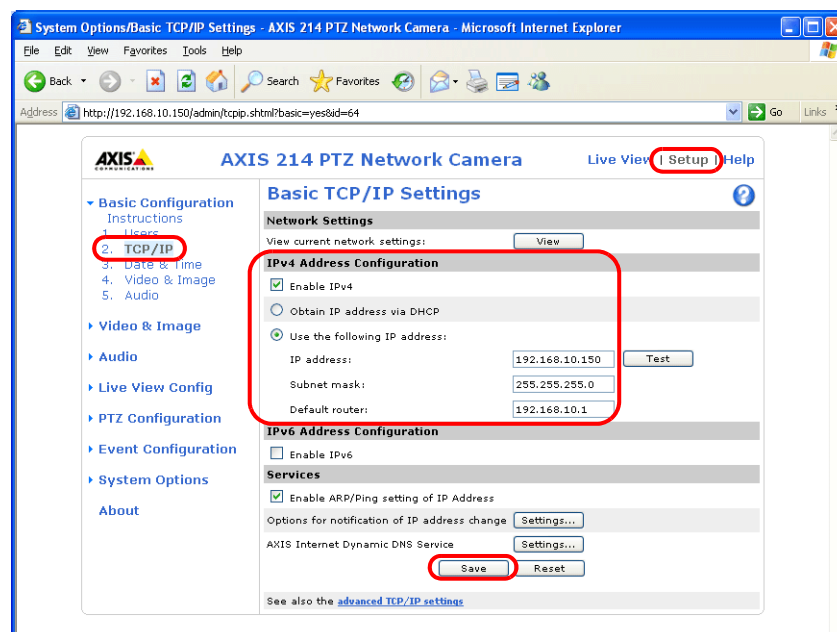 System Options/Basic TCP/IP Settings - AXIS 214 PTZ Network Camera - Microsoft Internet Explorer
File Edit View Favorites Tools Help
Back Search Favorites
Address http://192.168.10.150/admin/tcpip.shtml?basic=yes&id=64 Go Links
AXIS COMMUNICATIONS AXIS 214 PTZ Network Camera Live View | Setup | Help
Basic Configuration
Instructions
1. Users
2. TCP/IP
3. Date & Time
4. Video & Image
5. Audio
Video & Image
Audio
Live View Config
PTZ Configuration
Event Configuration
System Options
About
Basic TCP/IP Settings
Network Settings
View current network settings: View
IPv4 Address Configuration
Enable IPv4
Obtain IP address via DHCP
Use the following IP address:
IP address: 192.168.10.150 Test
Subnet mask: 255.255.255.0
Default router: 192.168.10.1
IPv6 Address Configuration
Enable IPv6
Services
Enable ARP/Ping setting of IP Address
Options for notification of IP address change Settings...
AXIS Internet Dynamic DNS Service Settings...
Save Reset
See also the advanced TCP/IP settings